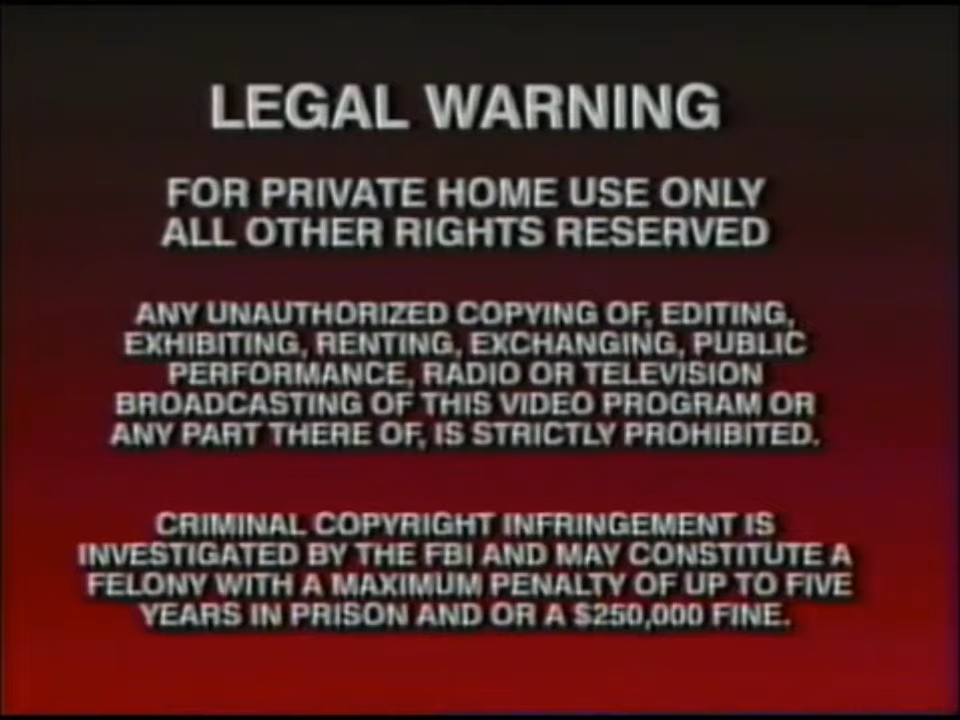 LEGAL WARNING
FOR PRIVATE HOME USE ONLY
ALL OTHER RIGHTS RESERVED
ANY UNAUTHORIZED COPYING OF, EDITING,
EXHIBITING, RENTING, EXCHANGING, PUBLIC
PERFORMANCE, RADIO OR TELEVISION
BROADCASTING OF THIS VIDEO PROGRAM OR
ANY PART THERE OF, IS STRICTLY PROHIBITED.
CRIMINAL COPYRIGHT INFRINGEMENT IS
INVESTIGATED BY THE FBI AND MAY CONSTITUTE A
FELONY WITH A MAXIMUM PENALTY OF UP TO FIVE
YEARS IN PRISON AND OR A $250,000 FINE.